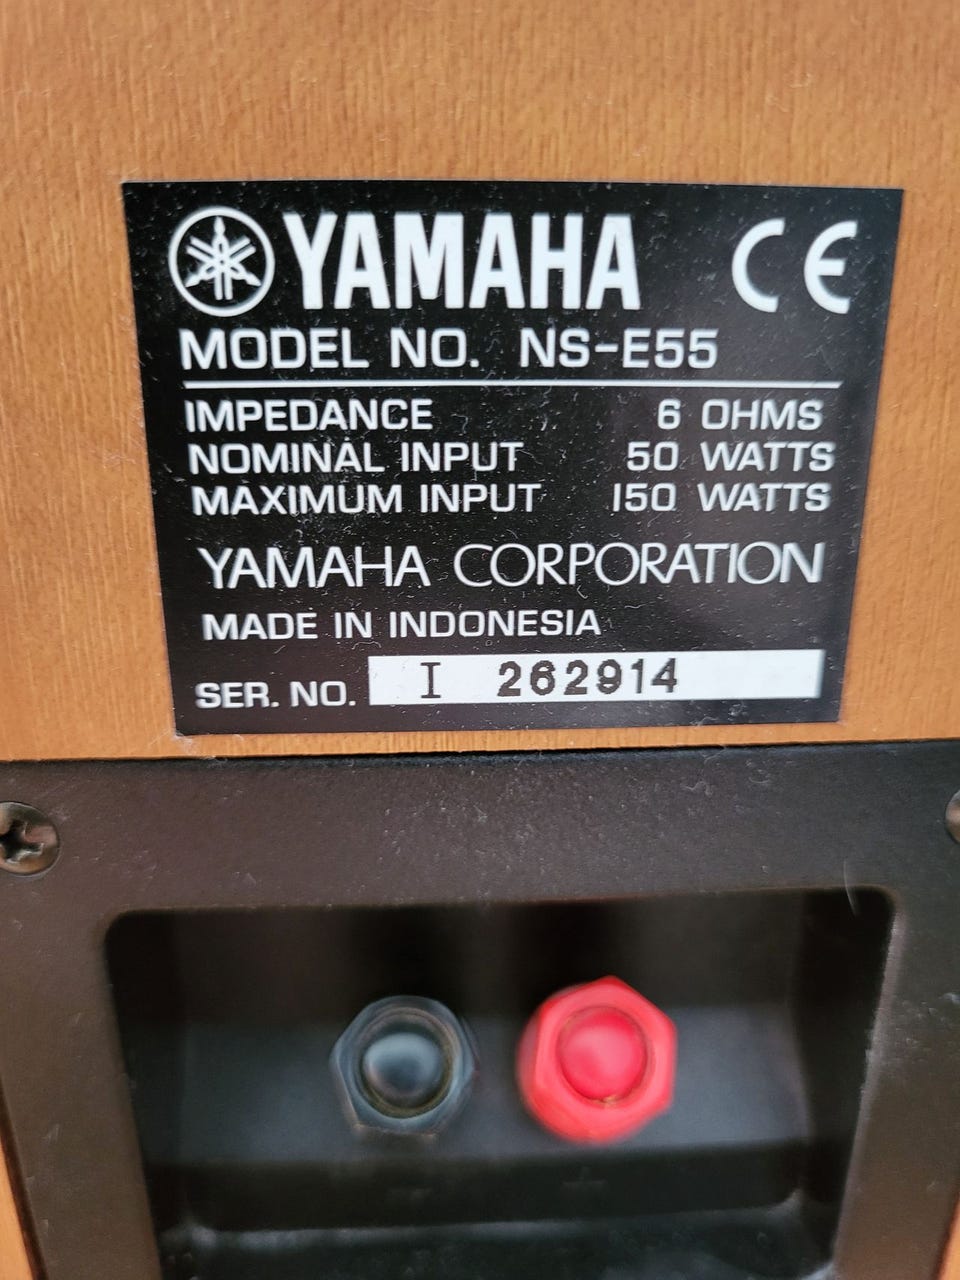 YAMAHA CE
MODEL NO. NS-E55
IMPEDANCE 6 OHMS
NOMINAL INPUT 50 WATTS
MAXIMUM INPUT 150 WATTS
YAMAHA CORPORATION
MADE IN INDONESIA
SER. NO. I 262914